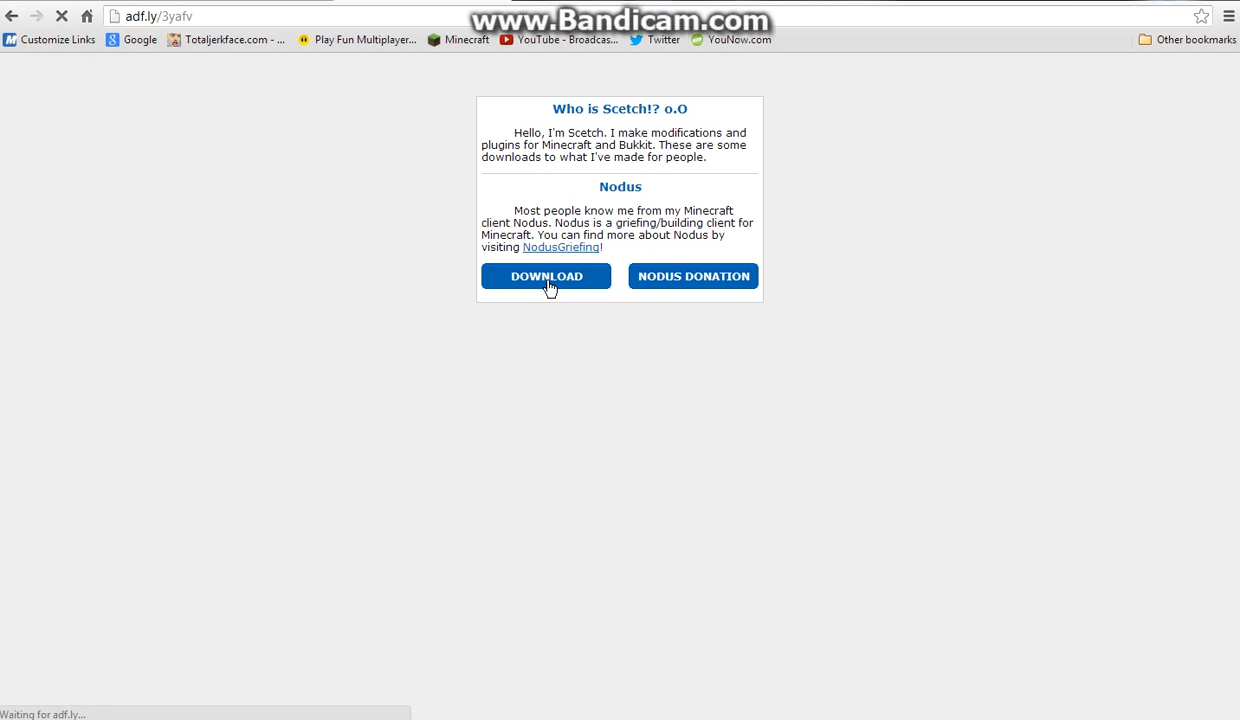 www.Bandicam.com
adf.ly/3yafv
Customize Links Google Totaljerkface.com - ... Play Fun Multiplayer... Minecraft YouTube - Broadcas... Twitter YouNow.com Other bookmarks
Who is Scetch!? o.O
Hello, I'm Scetch. I make modifications and
plugins for Minecraft and Bukkit. These are some
downloads to what I've made for people.
Nodus
Most people know me from my Minecraft
client Nodus. Nodus is a griefing/building client for
Minecraft. You can find more about Nodus by
visiting NodusGriefing!
DOWNLOAD NODUS DONATION
Waiting for adf.ly...